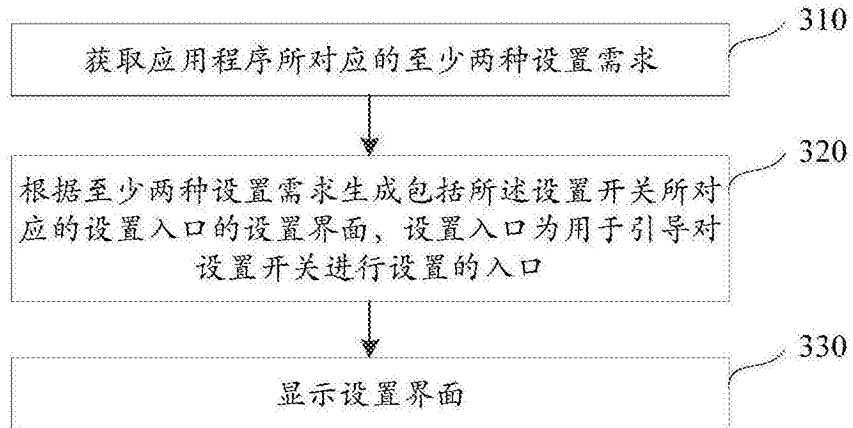 310
获取应用程序所对应的至少两种设置需求
320
根据至少两种设置需求生成包括所述设置开关所对
应的设置入口的设置界面，设置入口为用于引导对
设置开关进行设置的入口
330
显示设置界面